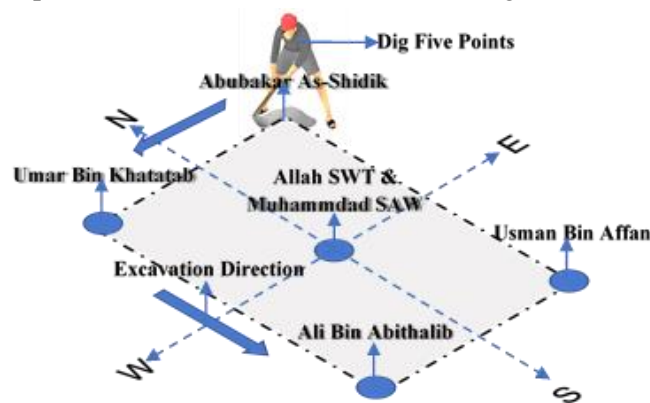 Dig Five Points
Abubakar As-Shidik
N
E
Umar Bin Khatatab
Allah SWT &
Muhammdad SAW
Usman Bin Affan
Excavation Direction
Ali Bin Abithalib
W
S